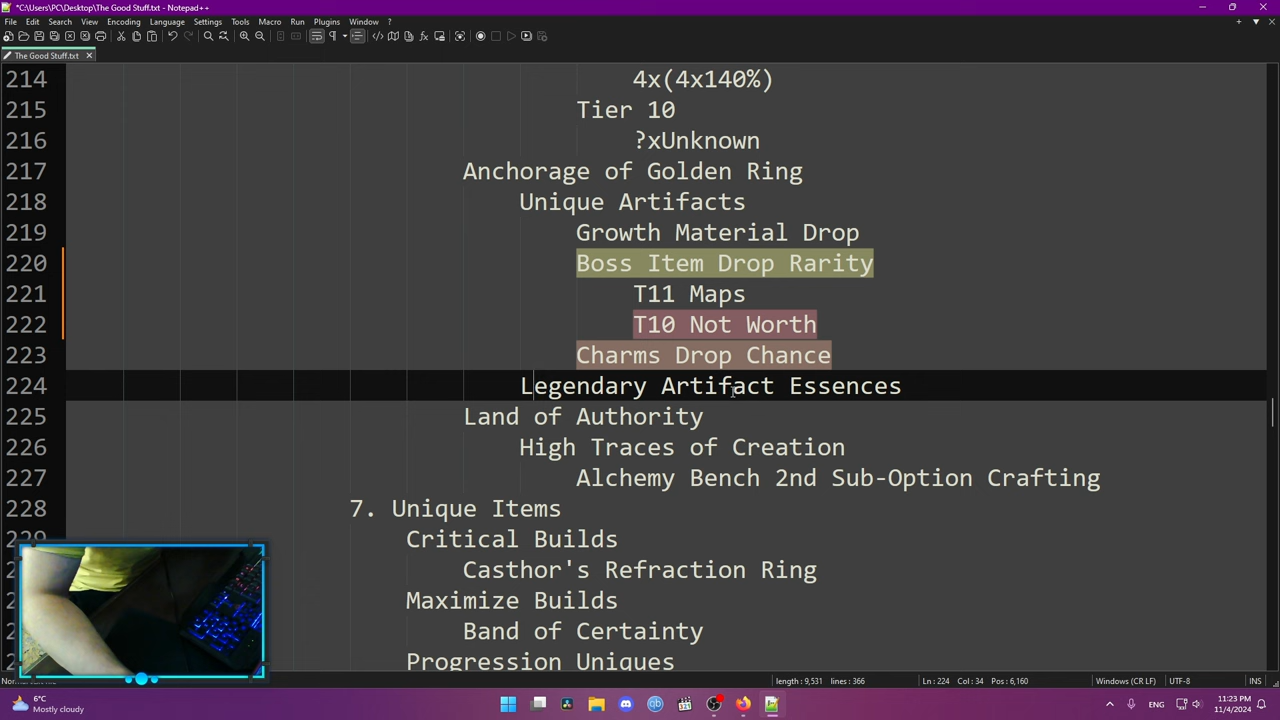 *C:\Users\PC\Desktop\The Good Stuff.txt - Notepad++
File Edit Search View Encoding Language Settings Tools Macro Run Plugins Window ?
The Good Stuff.txt
214 4x(4x140%)
215 Tier 10
216 ?xUnknown
217 Anchorage of Golden Ring
218 Unique Artifacts
219 Growth Material Drop
220 Boss Item Drop Rarity
221 T11 Maps
222 T10 Not Worth
223 Charms Drop Chance
224 Legendary Artifact Essences
225 Land of Authority
226 High Traces of Creation
227 Alchemy Bench 2nd Sub-Option Crafting
228 7. Unique Items
Critical Builds
Casthor's Refraction Ring
Maximize Builds
Band of Certainty
Progression Uniques
length : 9,531 lines : 366 Ln : 224 Col : 34 Pos : 6,160 Windows (CR LF) UTF-8 INS
6°C
Mostly cloudy
ENG
11:23 PM
11/4/2024